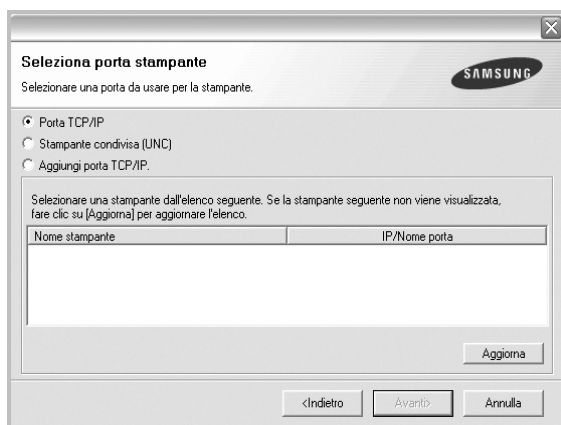 Seleziona porta stampante
SAMSUNG
Selezionare una porta da usare per la stampante.
Porta TCP/IP
Stampante condivisa (UNC)
Aggiungi porta TCP/IP.
Selezionare una stampante dall'elenco seguente. Se la stampante seguente non viene visualizzata,
fare clic su [Aggiorna] per aggiornare l'elenco.
Nome stampante IP/Nome porta
Aggiorna
<Indietro Avanti> Annulla